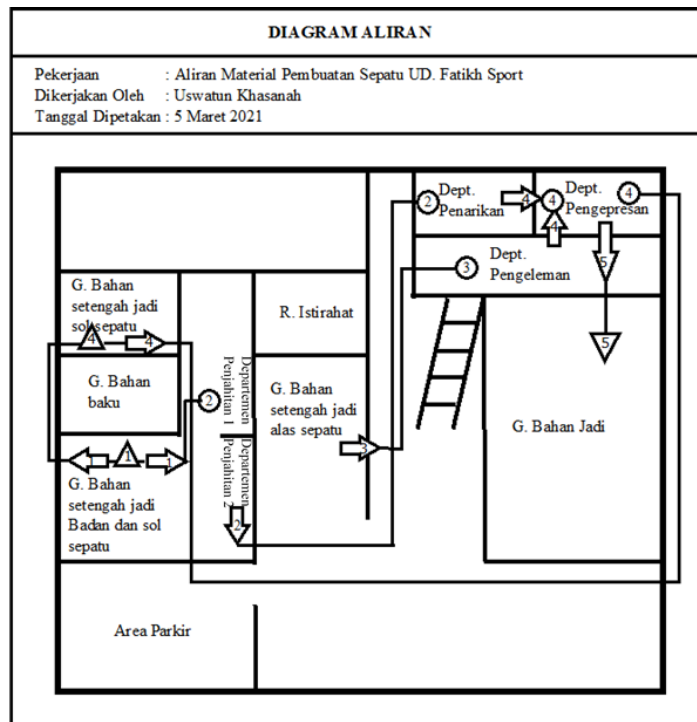 DIAGRAM ALIRAN
Pekerjaan : Aliran Material Pembuatan Sepatu UD. Fatikh Sport
Dikerjakan Oleh : Uswatun Khasanah
Tanggal Dipetakan : 5 Maret 2021
2
Dept.
Penarikan
4
4
Dept.
Pengepresan
4
4
5
3
Dept.
Pengeleman
G. Bahan
setengah jadi
sol sepatu
4
4
R. Istirahat
5
G. Bahan
baku
2
Departemen
Penjahitan 1
G. Bahan
setengah jadi
alas sepatu
3
G. Bahan Jadi
1
1
1
G. Bahan
setengah jadi
Badan dan sol
sepatu
Departemen
Penjahitan 2
2
Area Parkir